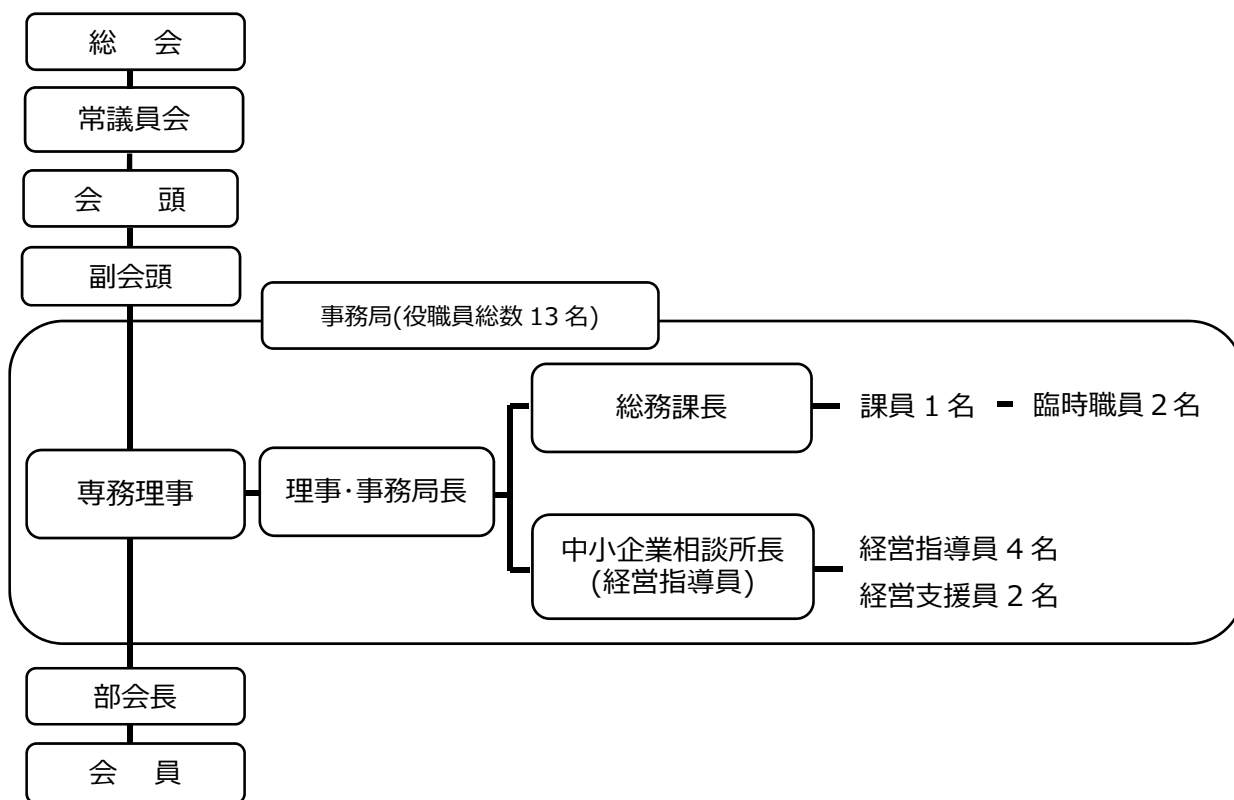 総　会
常議員会
会　頭
副会頭
事務局(役職員総数 13 名)
総務課長
課員 1 名
臨時職員 2 名
専務理事
理事･事務局長
中小企業相談所長
(経営指導員)
経営指導員 4 名
経営支援員 2 名
部会長
会　員